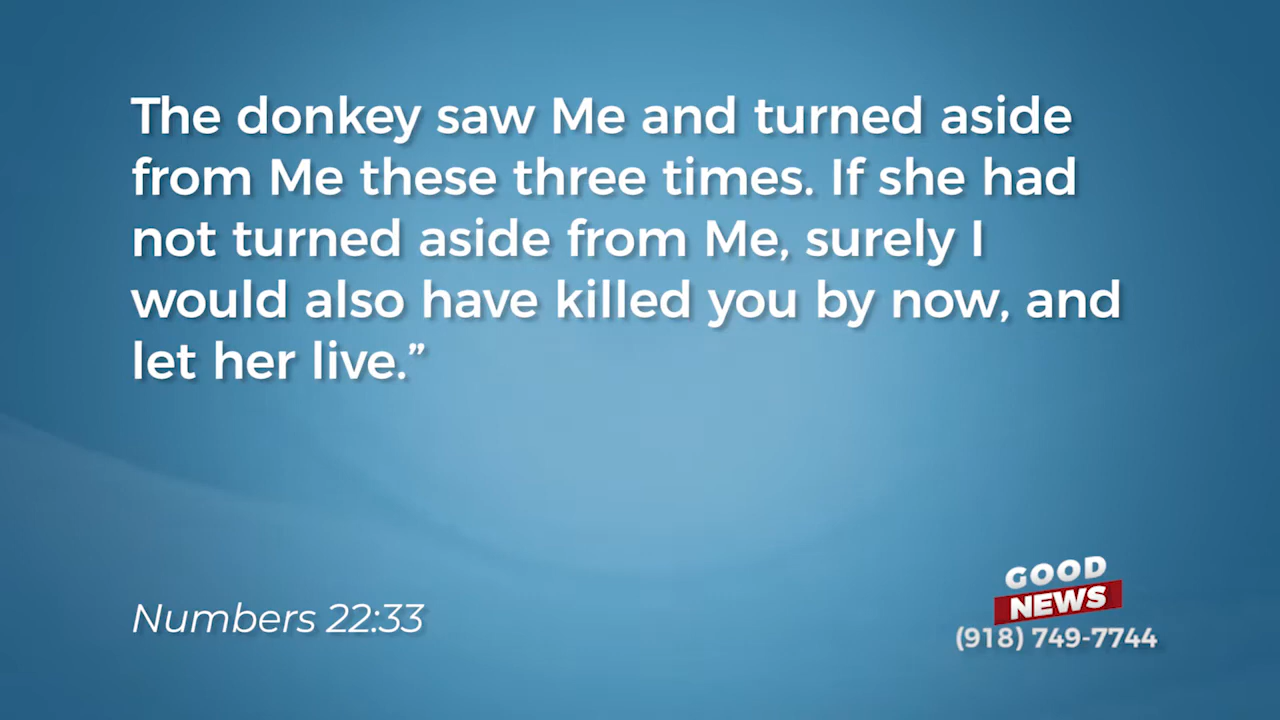 The donkey saw Me and turned aside
from Me these three times. If she had
not turned aside from Me, surely I
would also have killed you by now, and
let her live.”
Numbers 22:33
GOOD
NEWS
(918) 749-7744